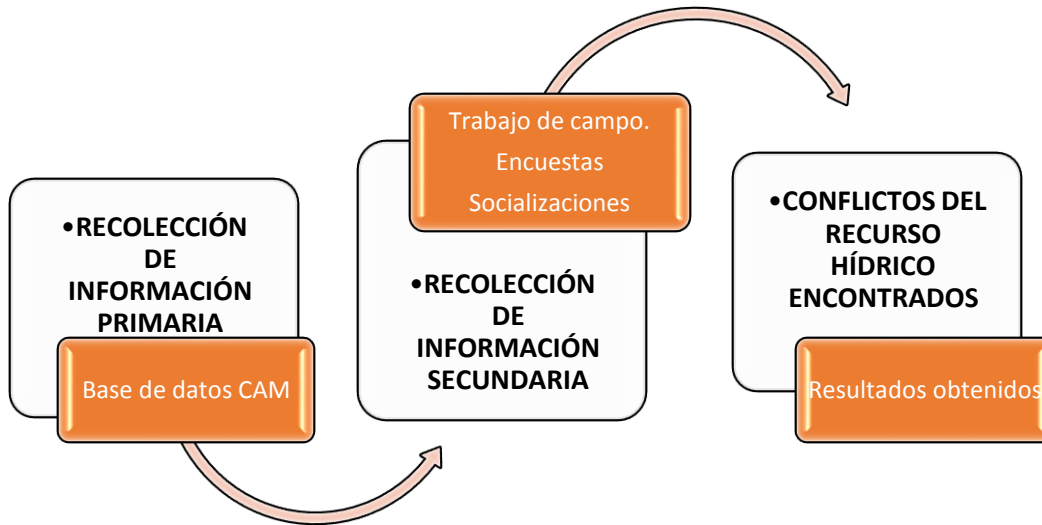 •RECOLECCIÓN
DE
INFORMACIÓN
PRIMARIA
Base de datos CAM
Trabajo de campo.
Encuestas
Socializaciones
•RECOLECCIÓN
DE
INFORMACIÓN
SECUNDARIA
•CONFLICTOS DEL
RECURSO
HÍDRICO
ENCONTRADOS
Resultados obtenidos